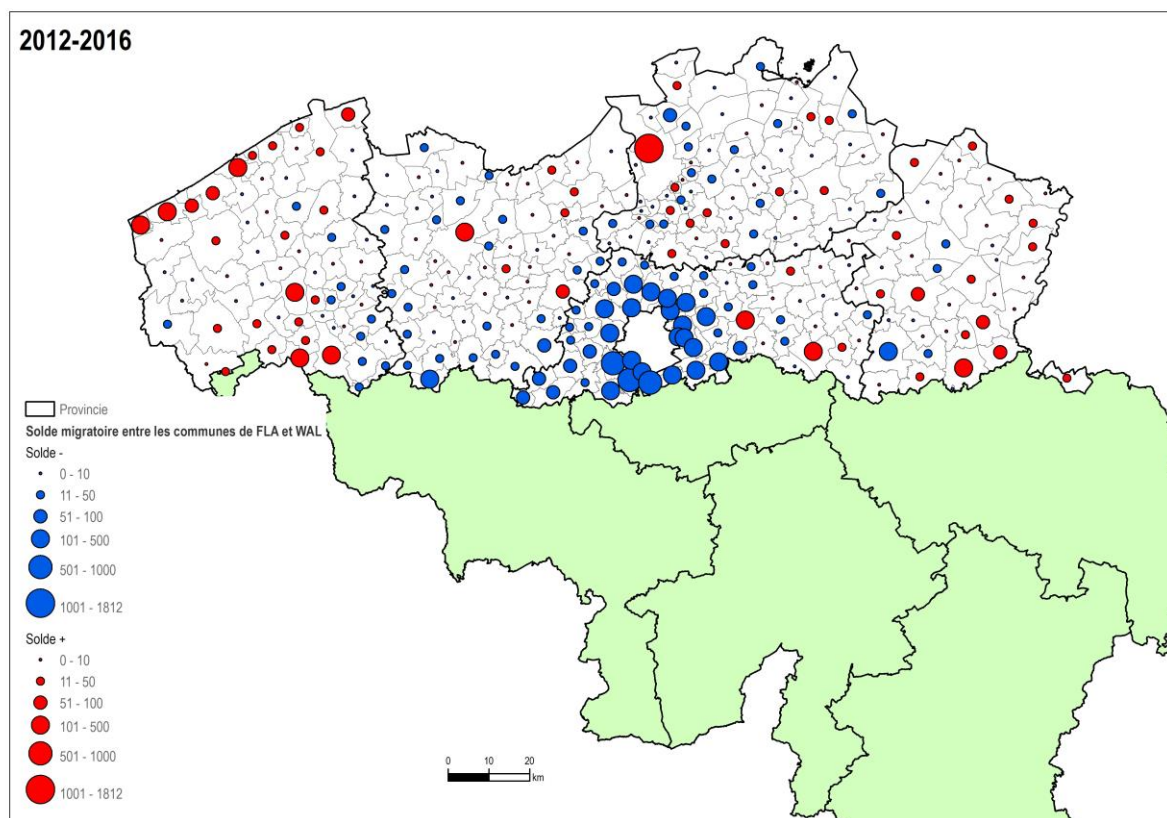 2012-2016
Provincie
Solde migratoire entre les communes de FLA et WAL
Solde -
0 - 10
11 - 50
51 - 100
101 - 500
501 - 1000
1001 - 1812
Solde +
0 - 10
11 - 50
51 - 100
101 - 500
501 - 1000
1001 - 1812
0 10 20
km